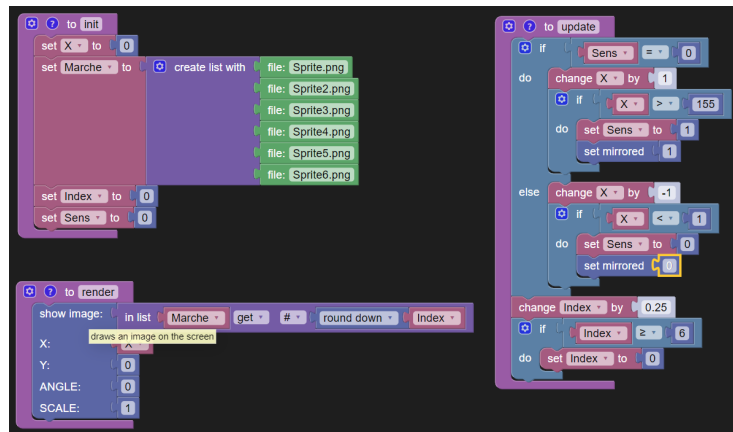 ? to init
set X to 0
set Marche to create list with file: Sprite.png
file: Sprite2.png
file: Sprite3.png
file: Sprite4.png
file: Sprite5.png
file: Sprite6.png
set Index to 0
set Sens to 0
? to render
show image: in list Marche get # round down Index
draws an image on the screen
X: X
Y: 0
ANGLE: 0
SCALE: 1
? to update
if Sens = 0
do change X by 1
if X > 155
do set Sens to 1
set mirrored 1
else change X by -1
if X < 1
do set Sens to 0
set mirrored 0
change Index by 0.25
if Index ≥ 6
do set Index to 0